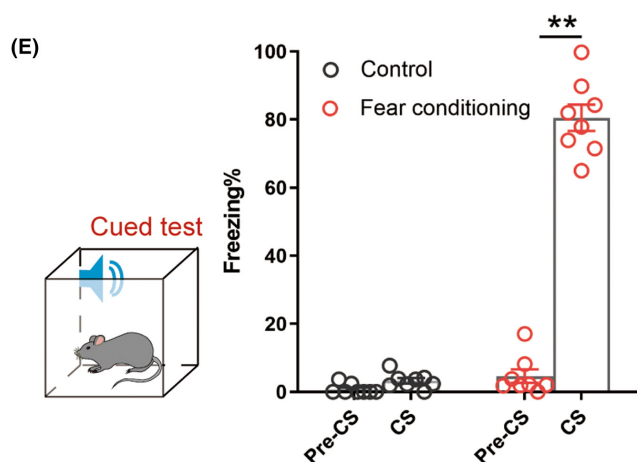 (E)
Cued test
**
Freezing%
100
80
60
40
20
0
Control
Fear conditioning
Pre-CS
CS
Pre-CS
CS